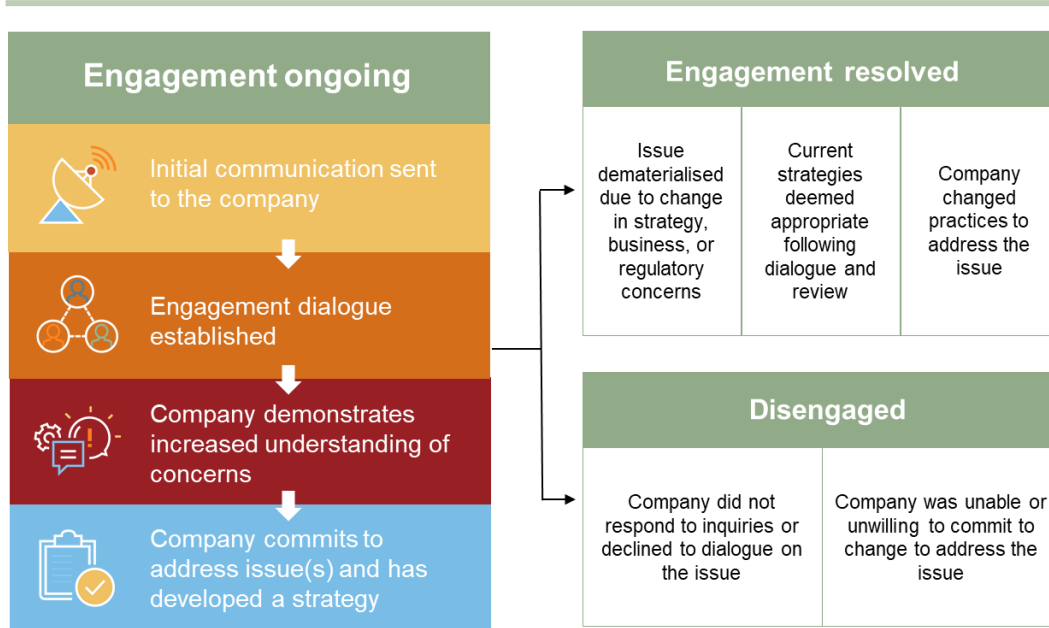 Engagement ongoing
Initial communication sent
to the company
Engagement dialogue
established
Company demonstrates
increased understanding of
concerns
Company commits to
address issue(s) and has
developed a strategy
Engagement resolved
Issue
dematerialised
due to change
in strategy,
business, or
regulatory
concerns
Current
strategies
deemed
appropriate
following
dialogue and
review
Company
changed
practices to
address the
issue
Disengaged
Company did not
respond to inquiries or
declined to dialogue on
the issue
Company was unable or
unwilling to commit to
change to address the
issue